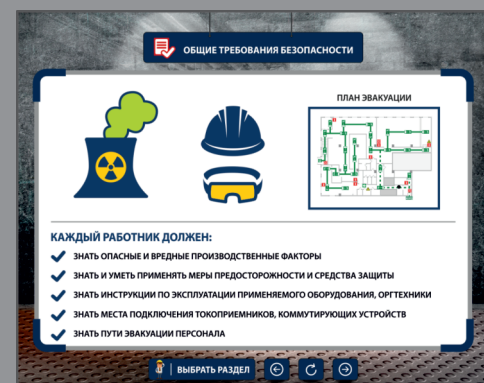 ОБЩИЕ ТРЕБОВАНИЯ БЕЗОПАСНОСТИ
ПЛАН ЭВАКУАЦИИ
КАЖДЫЙ РАБОТНИК ДОЛЖЕН:
ЗНАТЬ ОПАСНЫЕ И ВРЕДНЫЕ ПРОИЗВОДСТВЕННЫЕ ФАКТОРЫ
ЗНАТЬ И УМЕТЬ ПРИМЕНЯТЬ МЕРЫ ПРЕДОСТОРОЖНОСТИ И СРЕДСТВА ЗАЩИТЫ
ЗНАТЬ ИНСТРУКЦИИ ПО ЭКСПЛУАТАЦИИ ПРИМЕНЯЕМОГО ОБОРУДОВАНИЯ, ОРГТЕХНИКИ
ЗНАТЬ МЕСТА ПОДКЛЮЧЕНИЯ ТОКОПРИЕМНИКОВ, КОММУТИРУЮЩИХ УСТРОЙСТВ
ЗНАТЬ ПУТИ ЭВАКУАЦИИ ПЕРСОНАЛА
ВЫБРАТЬ РАЗДЕЛ